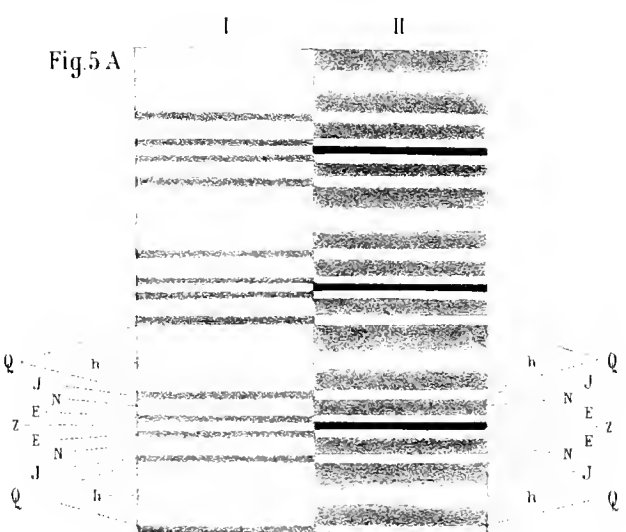 I II
Fig. 5 A
Q h h Q
J J
N N
E E
Z Z
E E
N N
J J
Q h h Q